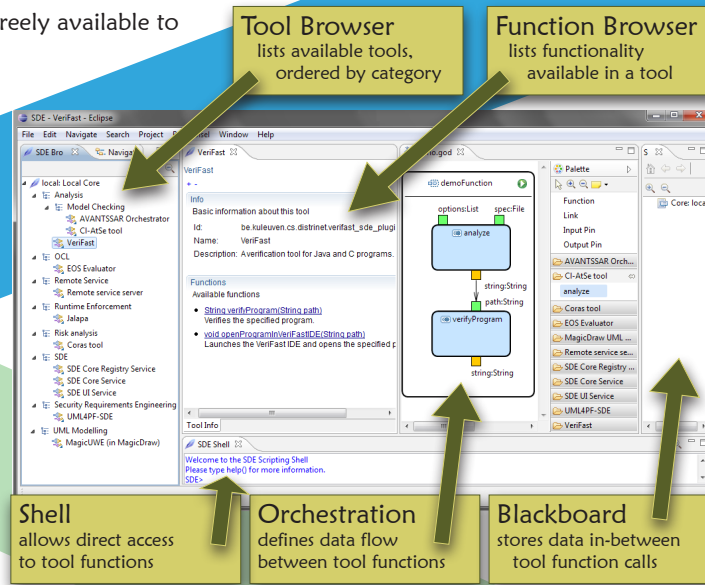 reely available to
Tool Browser
lists available tools,
ordered by category
Function Browser
lists functionality
available in a tool
SDE - VeriFast - Eclipse
File Edit Navigate Search Project Window Help
SDE Bro
local: Local Core
Analysis
Model Checking
AVANTSSAR Orchestrator
Cl-AtSe tool
VeriFast
OCL
EOS Evaluator
Remote Service
Remote service server
Runtime Enforcement
Jalapa
Risk analysis
Coras tool
SDE
SDE Core Registry Service
SDE Core Service
SDE UI Service
Security Requirements Engineering
UML4PF-SDE
UML Modelling
MagicUWE (in MagicDraw)
VeriFast
VeriFast
+ -
Info
Basic information about this tool
Id: be.kuleuven.cs.distrinet.verifast_sde_plugi
Name: VeriFast
Description: A verification tool for Java and C programs.
Functions
Available functions
String verifyProgram(String path)
Verifies the specified program.
void openProgramInVeriFastIDE(String path)
Launches the VeriFast IDE and opens the specified p
Tool Info
demoFunction
options:List spec:File
analyze
string:String
path:String
verifyProgram
string:String
Palette
Function
Link
Input Pin
Output Pin
AVANTSSAR Orch...
Cl-AtSe tool
analyze
Coras tool
EOS Evaluator
MagicDraw UML ...
Remote service se...
SDE Core Registry ...
SDE Core Service
SDE UI Service
UML4PF-SDE
VeriFast
S
Core: loca
SDE Shell
Welcome to the SDE Scripting Shell
Please type help() for more information.
SDE>
Shell
allows direct access
to tool functions
Orchestration
defines data flow
between tool functions
Blackboard
stores data in-between
tool function calls